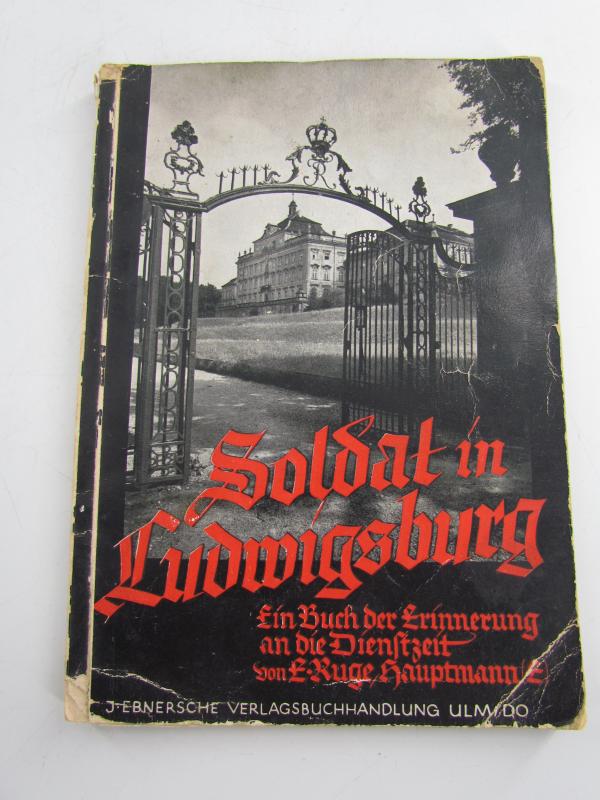 Soldat in
Ludwigsburg
Ein Buch der Erinnerung
an die Dienstzeit
von E. Ruge, Hauptmann (E)
J. EBNERSCHE VERLAGSBUCHHANDLUNG ULM/DO